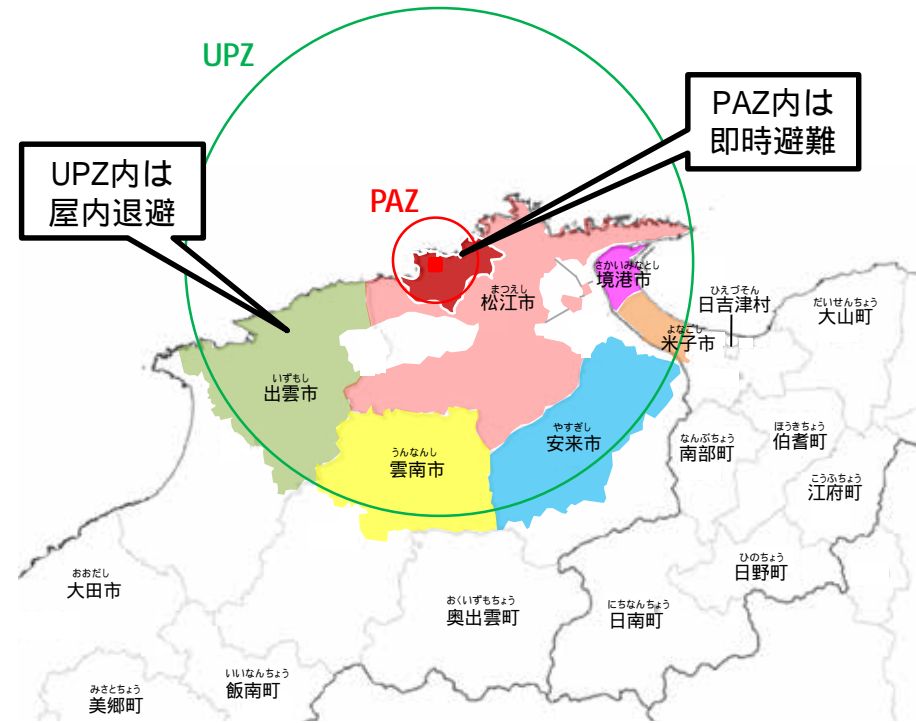 UPZ
PAZ内は
即時避難
UPZ内は
屋内退避
PAZ
さかいみなとし
境港市
まつえし
松江市
ひえづそん
日吉津村
だいせんちょう
大山町
よなごし
米子市
いずもし
出雲市
やすぎし
安来市
うんなんし
雲南市
なんぶちょう
南部町
ほうきちょう
伯耆町
こうふちょう
江府町
ひのちょう
日野町
おおだし
大田市
おくいずもちょう
奥出雲町
にちなんちょう
日南町
いいなんちょう
飯南町
みさとちょう
美郷町